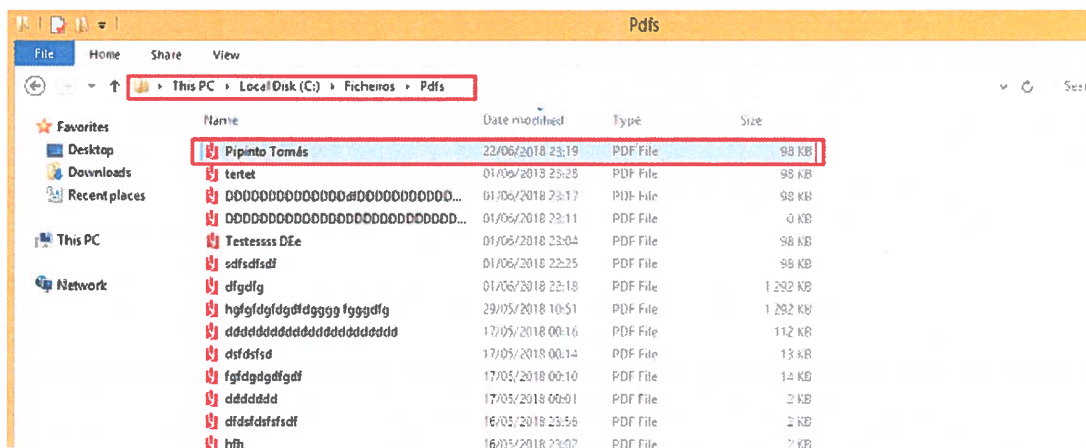 Pdfs
File Home Share View
This PC Local Disk (C:) Ficheiros Pdfs
Name Date modified Type Size
Favorites
Desktop
Downloads
Recent places
This PC
Network
Pipinto Tomás 22/06/2018 23:19 PDF File 98 KB
tertet 01/06/2018 23:28 PDF File 98 KB
01/06/2018 23:17 PDF File 98 KB
01/06/2018 23:11 PDF File 0 KB
Testessss DEe 01/06/2018 23:04 PDF File 98 KB
sdfsdfsdf 01/06/2018 22:25 PDF File 98 KB
dfgdfg 01/06/2018 22:18 PDF File 1 292 KB
29/05/2018 10:51 PDF File 1 292 KB
17/05/2018 00:16 PDF File 112 KB
dsfdsfsd 17/05/2018 00:14 PDF File 13 KB
fgfdgdgdfgdf 17/05/2018 00:10 PDF File 14 KB
ddddddd 17/05/2018 00:01 PDF File 2 KB
dfdsfdsfsfsdf 16/05/2018 23:56 PDF File 2 KB
hfh 16/05/2018 23:02 PDF File 2 KB